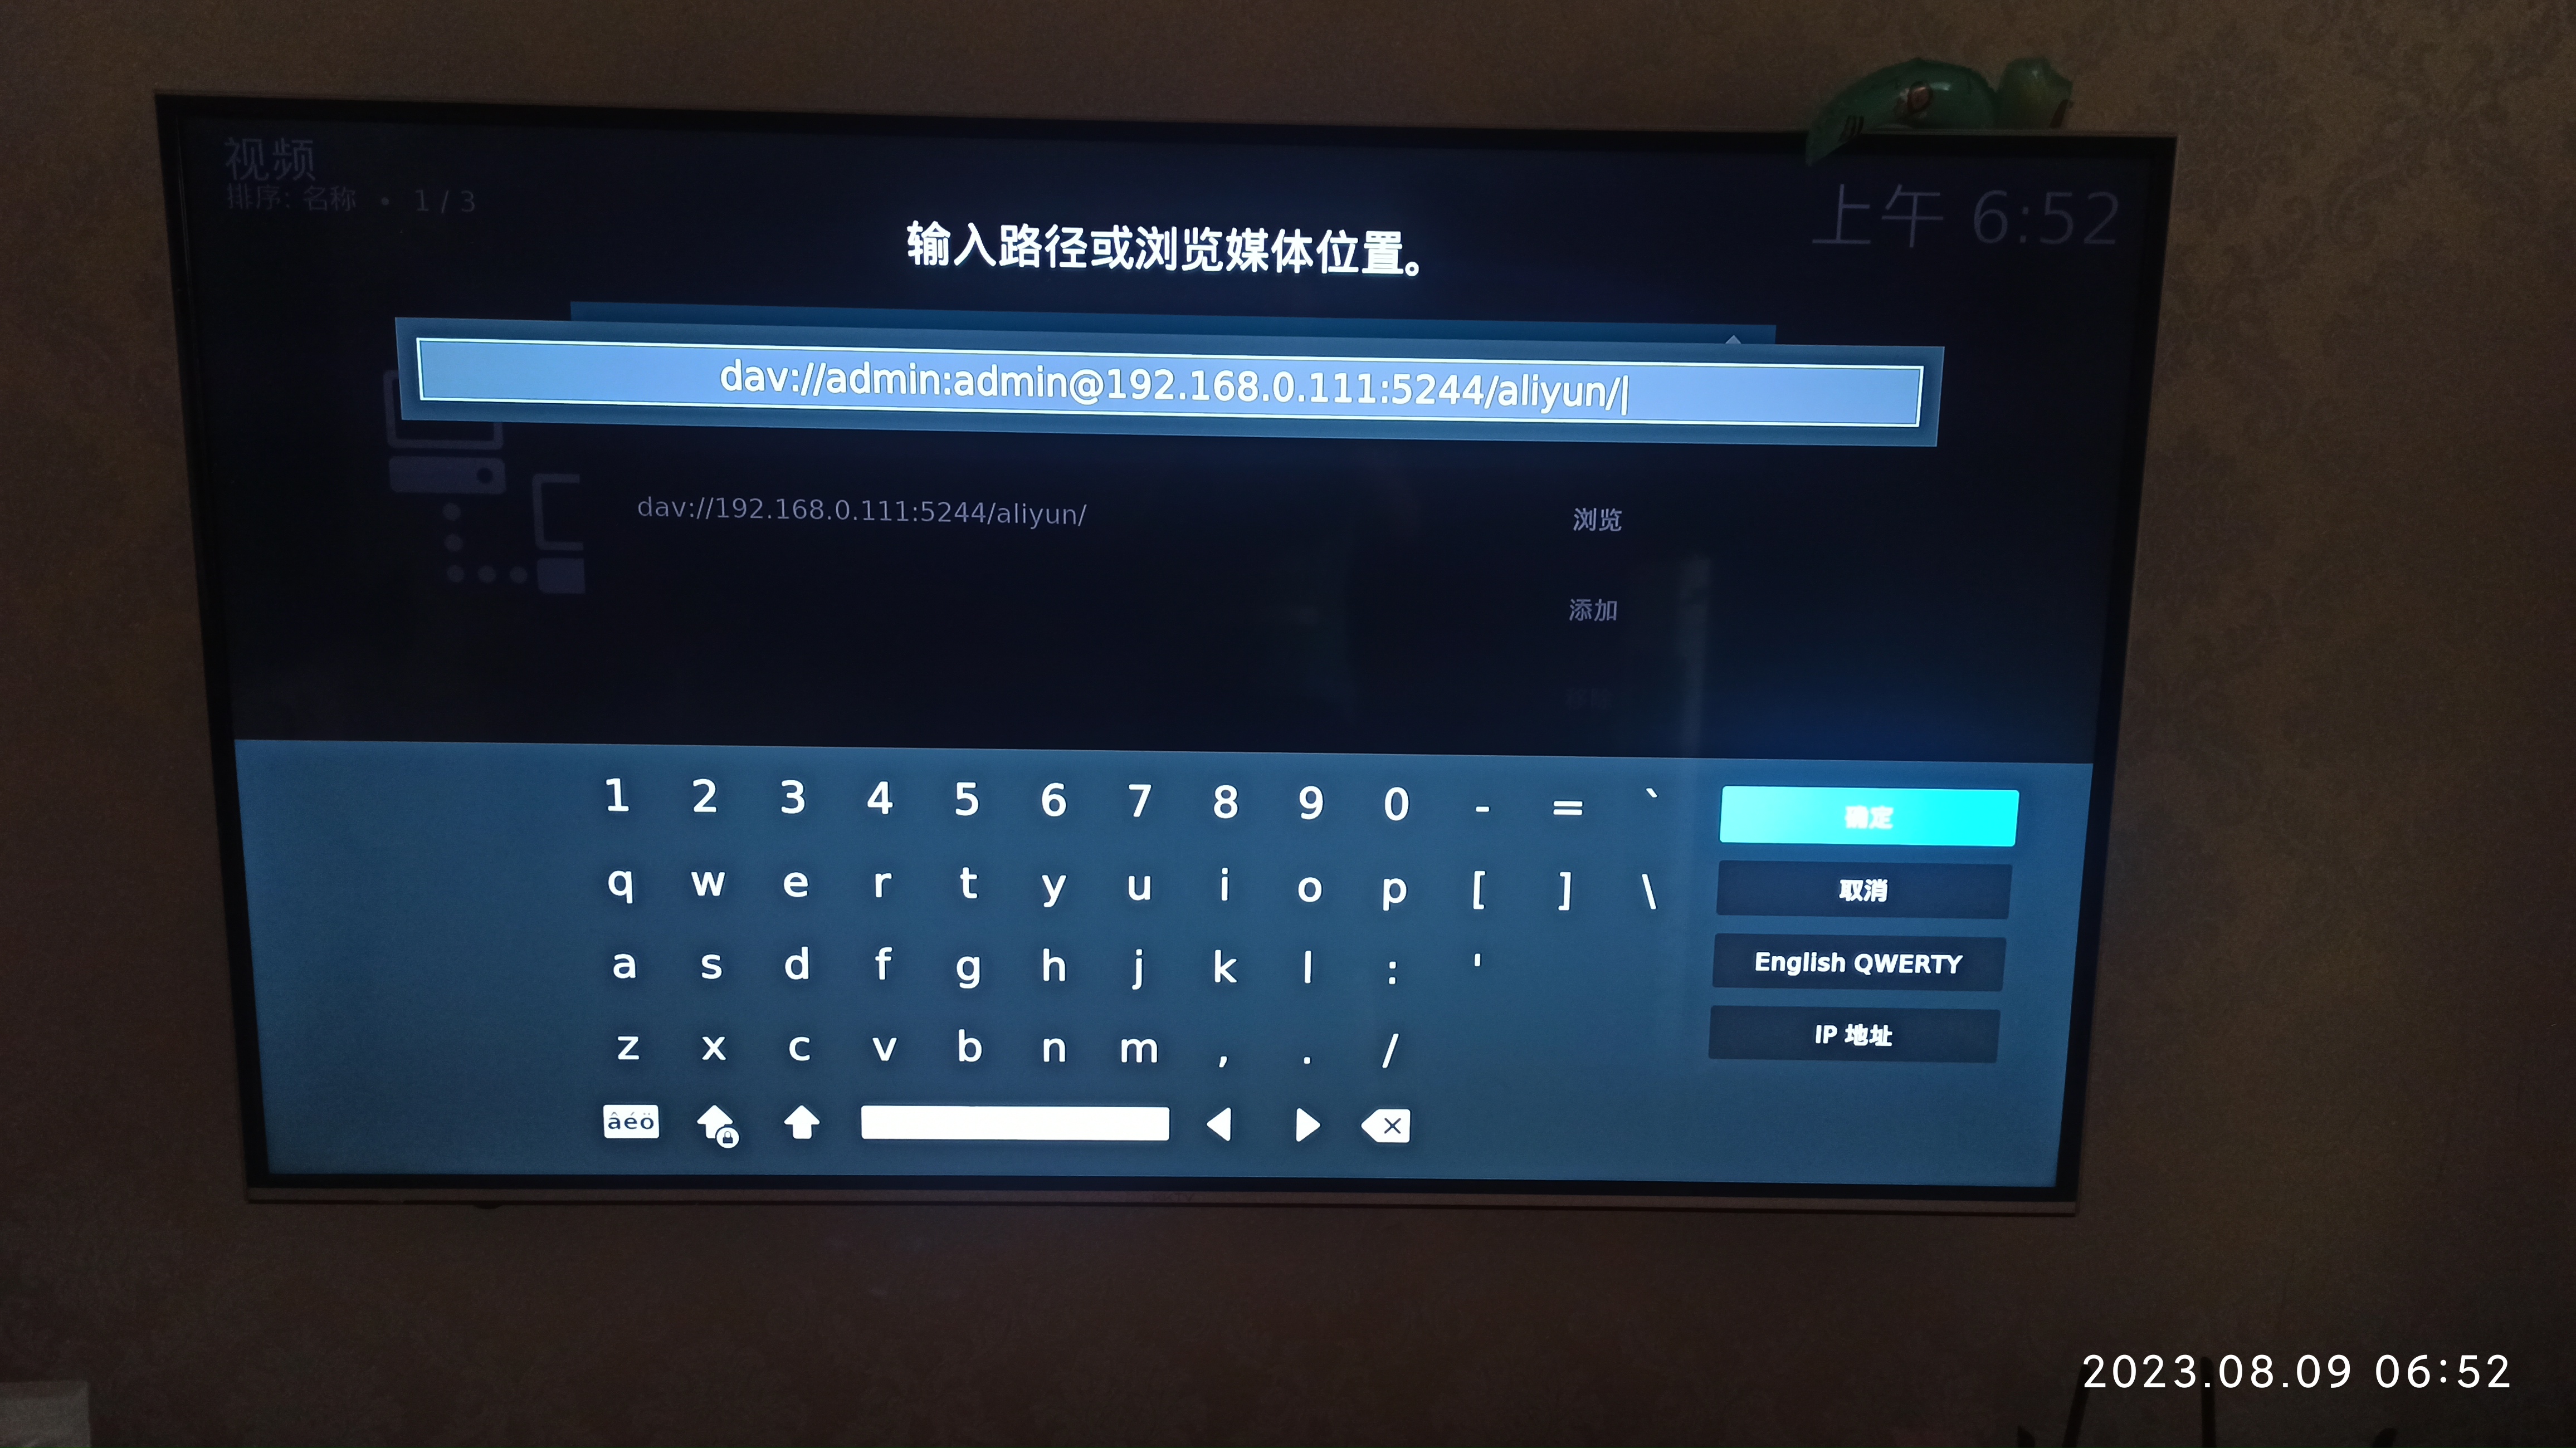 视频
排序: 名称 • 1 / 3
上午 6:52
输入路径或浏览媒体位置。
dav://admin:admin@192.168.0.111:5244/aliyun/
dav://192.168.0.111:5244/aliyun/
浏览
添加
1 2 3 4 5 6 7 8 9 0 - = `
确定
q w e r t y u i o p [ ] \
取消
a s d f g h j k l : '
English QWERTY
z x c v b n m , . /
IP 地址
âéö
2023.08.09 06:52